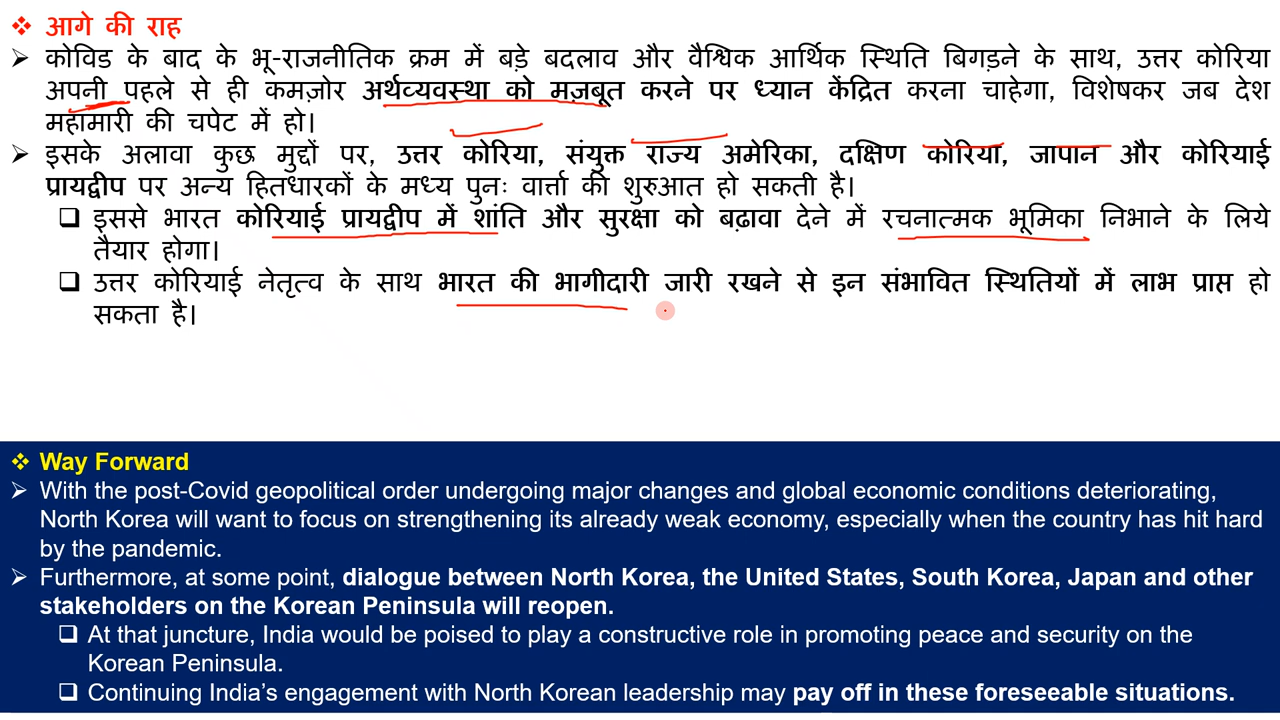 ❖ आगे की राह
➢ कोविड के बाद के भू-राजनीतिक क्रम में बड़े बदलाव और वैश्विक आर्थिक स्थिति बिगड़ने के साथ, उत्तर कोरिया
अपनी पहले से ही कमज़ोर अर्थव्यवस्था को मज़बूत करने पर ध्यान केंद्रित करना चाहेगा, विशेषकर जब देश
महामारी की चपेट में हो।
➢ इसके अलावा कुछ मुद्दों पर, उत्तर कोरिया, संयुक्त राज्य अमेरिका, दक्षिण कोरिया, जापान और कोरियाई
प्रायद्वीप पर अन्य हितधारकों के मध्य पुनः वार्त्ता की शुरुआत हो सकती है।
❑ इससे भारत कोरियाई प्रायद्वीप में शांति और सुरक्षा को बढ़ावा देने में रचनात्मक भूमिका निभाने के लिये
तैयार होगा।
❑ उत्तर कोरियाई नेतृत्व के साथ भारत की भागीदारी जारी रखने से इन संभावित स्थितियों में लाभ प्राप्त हो
सकता है।
❖ Way Forward
➢ With the post-Covid geopolitical order undergoing major changes and global economic conditions deteriorating,
North Korea will want to focus on strengthening its already weak economy, especially when the country has hit hard
by the pandemic.
➢ Furthermore, at some point, dialogue between North Korea, the United States, South Korea, Japan and other
stakeholders on the Korean Peninsula will reopen.
❑ At that juncture, India would be poised to play a constructive role in promoting peace and security on the
Korean Peninsula.
❑ Continuing India's engagement with North Korean leadership may pay off in these foreseeable situations.